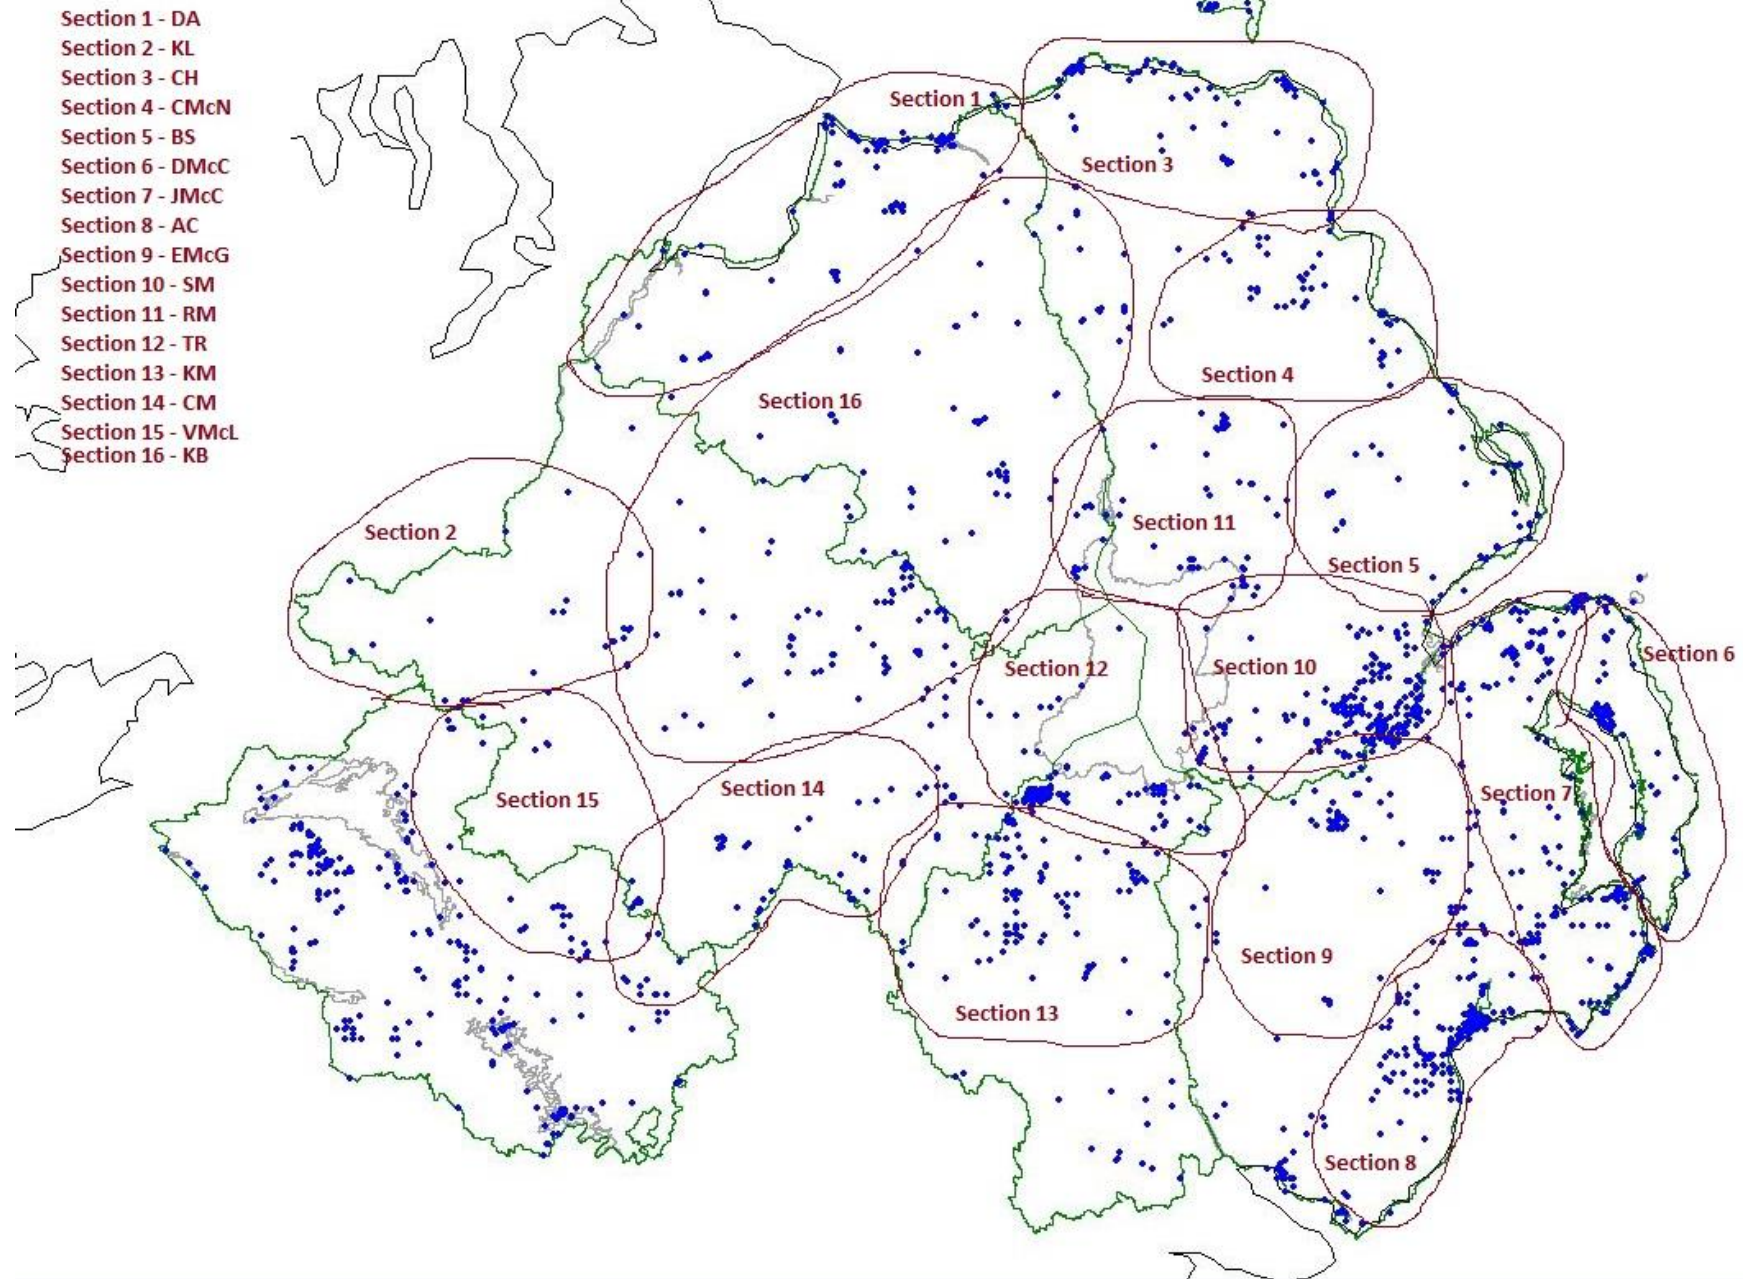 Section 1 - DA
Section 2 - KL
Section 3 - CH
Section 4 - CMcN
Section 5 - BS
Section 6 - DMcC
Section 7 - JMcC
Section 8 - AC
Section 9 - EMcG
Section 10 - SM
Section 11 - RM
Section 12 - TR
Section 13 - KM
Section 14 - CM
Section 15 - VMcL
Section 16 - KB
Section 1
Section 3
Section 4
Section 16
Section 11
Section 2
Section 5
Section 6
Section 12
Section 10
Section 14
Section 7
Section 15
Section 9
Section 13
Section 8